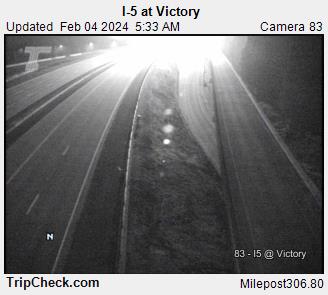 I-5 at Victory
Updated  Feb 04 2024  5:33 AM
Camera 83
T
N
83 - I5 @ Victory
TripCheck.com
Milepost306.80